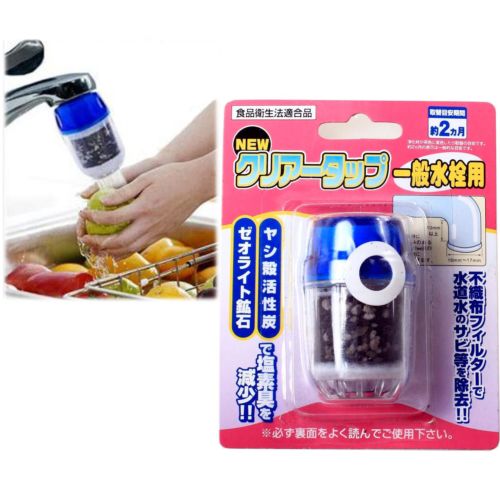 食品衛生法適合品
取替目安期間
約2ヵ月
NEW
クリアータップ
一般水栓用
16mm〜17mm
ヤシ殻活性炭
ゼオライト鉱石
で塩素臭を
減少!!
不織布フィルターで
水道水のサビ等を除去!!
※必ず裏面をよく読んでご使用下さい。